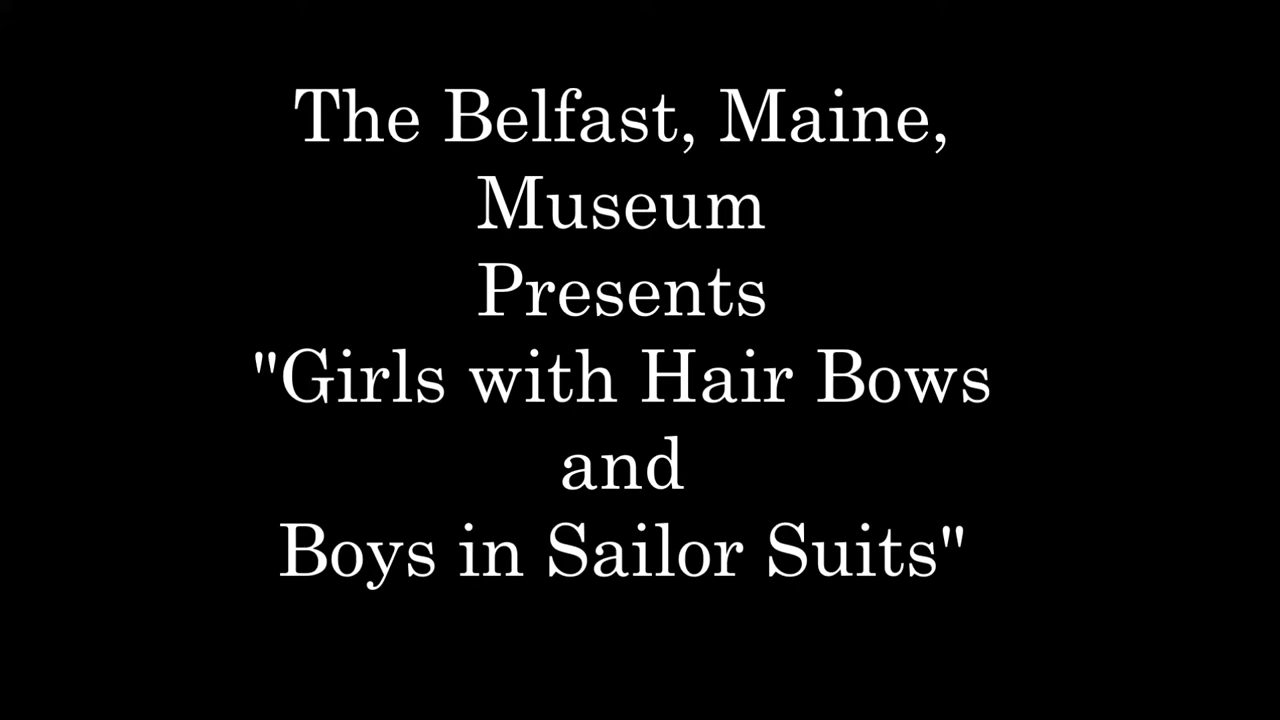 The Belfast, Maine,
Museum
Presents
"Girls with Hair Bows
and
Boys in Sailor Suits"